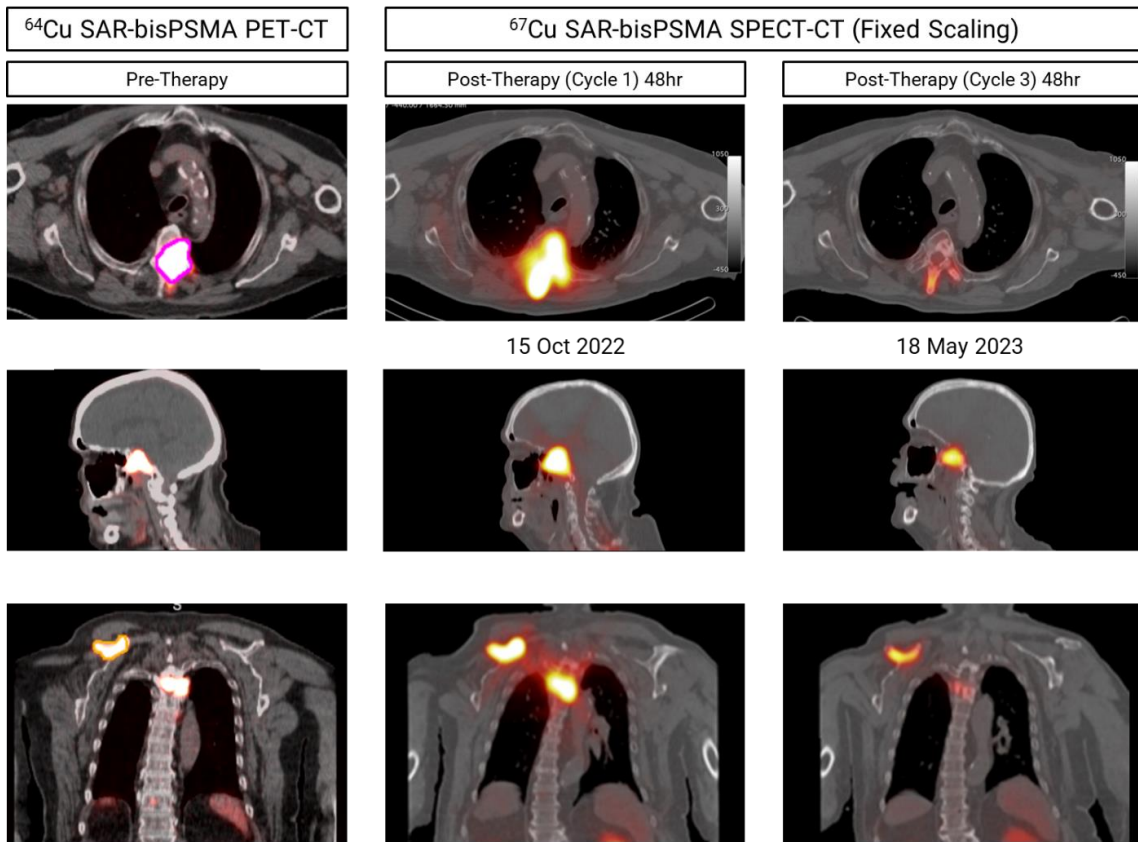 ⁶⁴Cu SAR-bisPSMA PET-CT
⁶⁷Cu SAR-bisPSMA SPECT-CT (Fixed Scaling)
Pre-Therapy
Post-Therapy (Cycle 1) 48hr
Post-Therapy (Cycle 3) 48hr
1050
300
-450
1050
-450
15 Oct 2022
18 May 2023
S